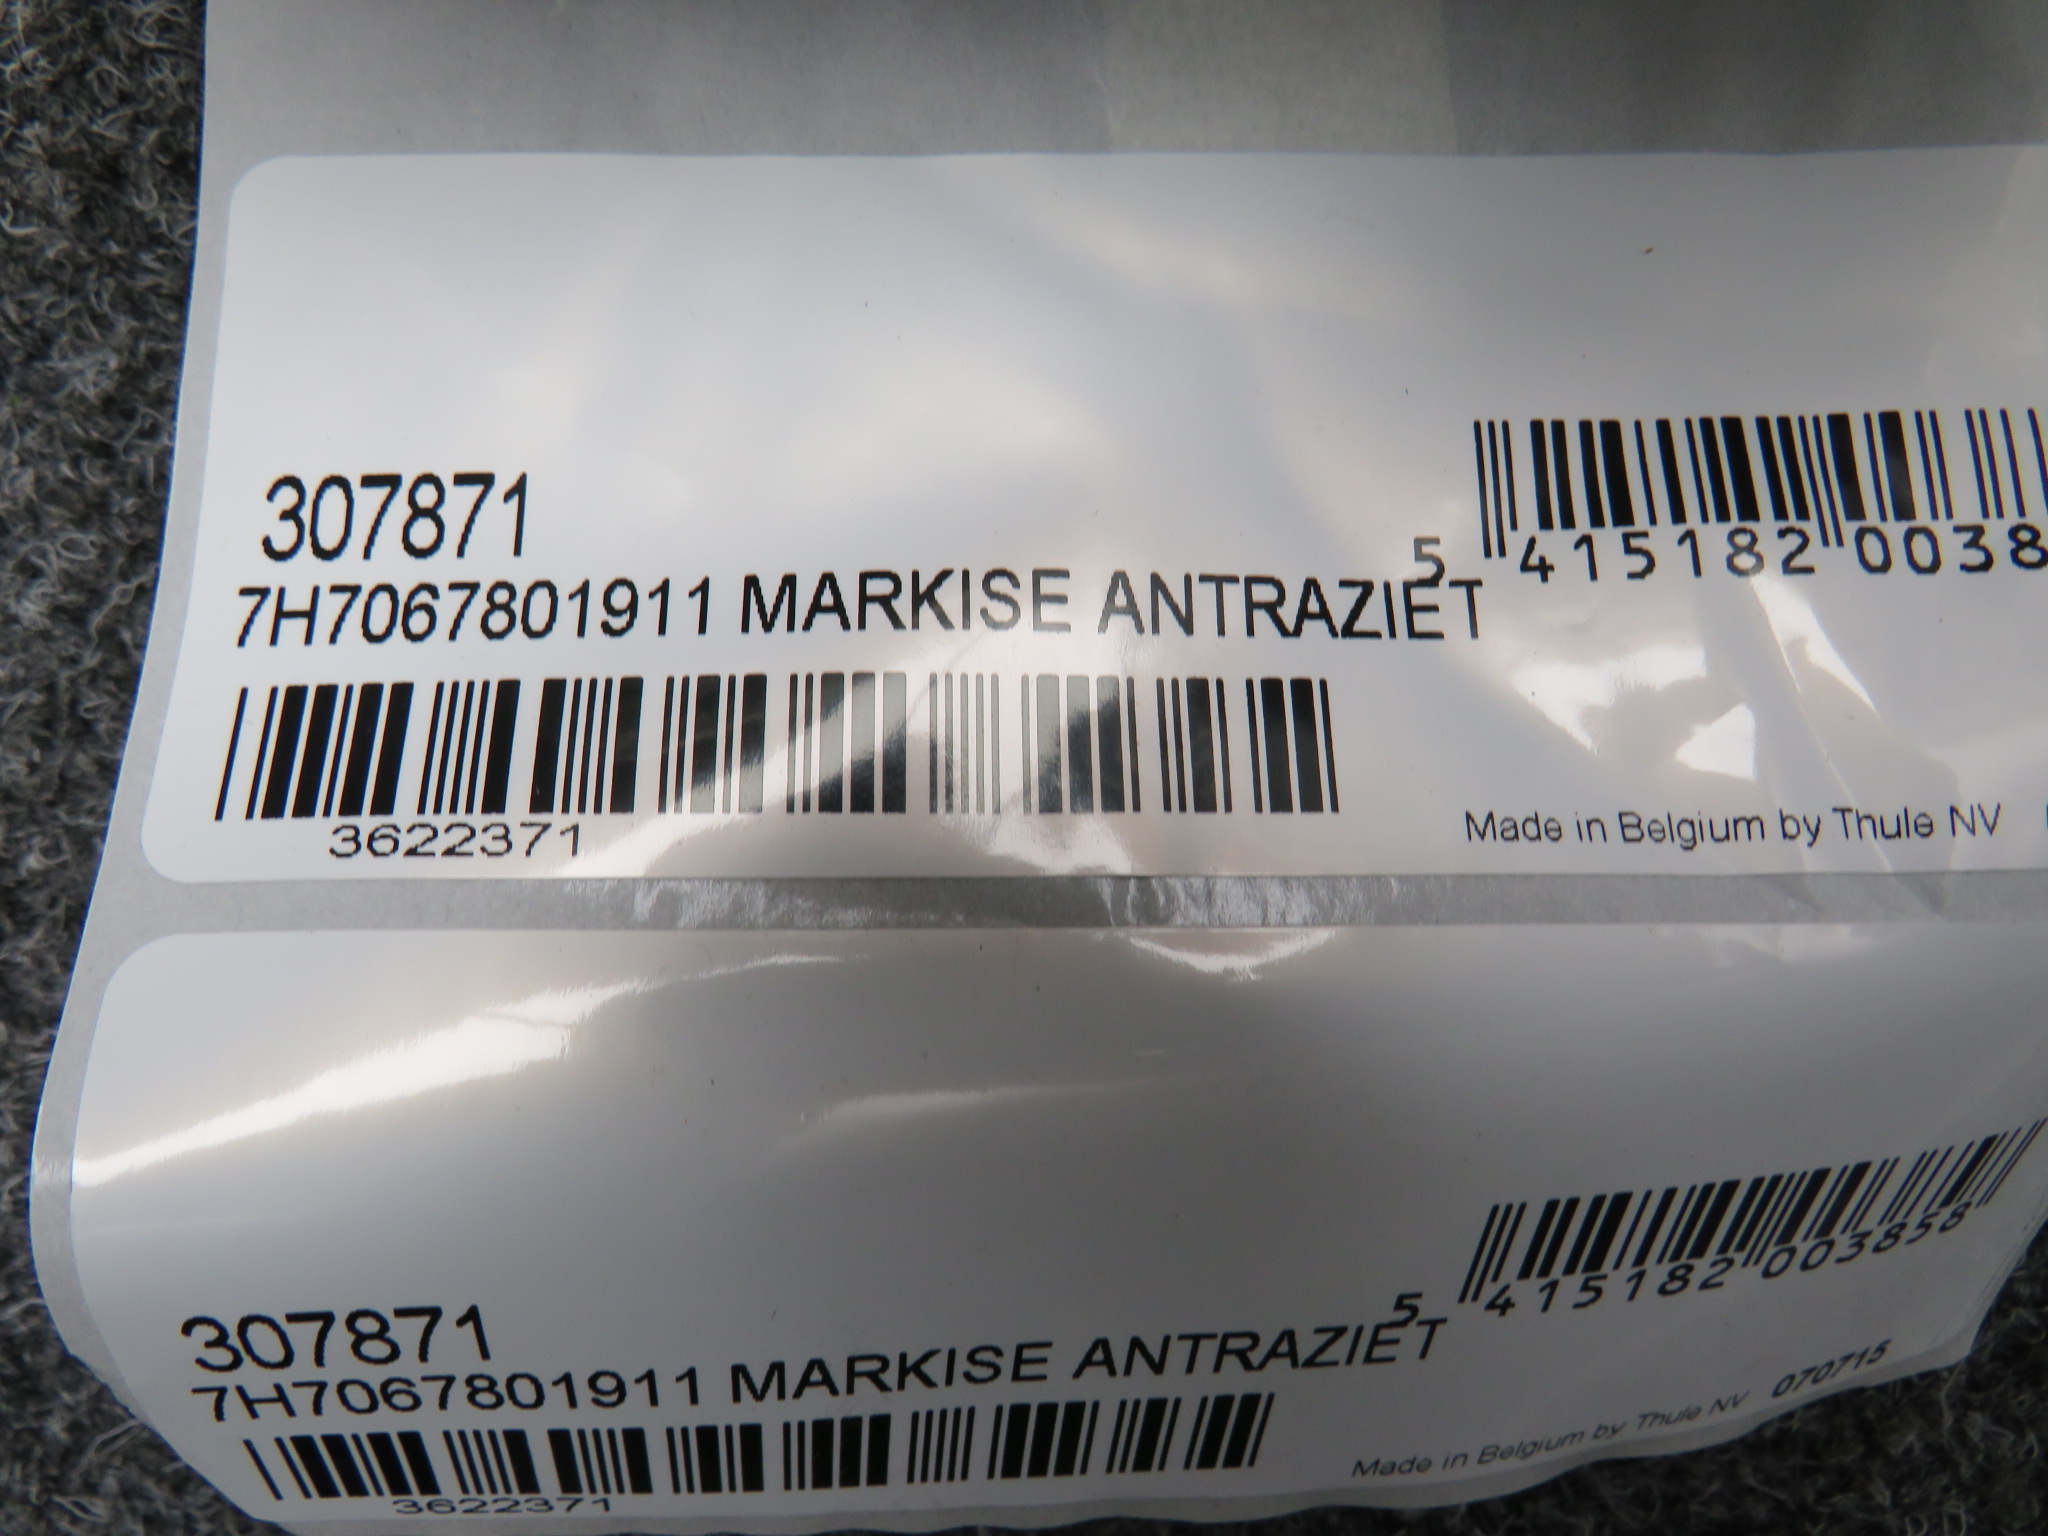 307871
7H7067801911 MARKISE ANTRAZIET
5 415182 0038
3622371
Made in Belgium by Thule NV
307871
7H7067801911 MARKISE ANTRAZIET
5 415182 003858
3622371
Made in Belgium by Thule NV 070715